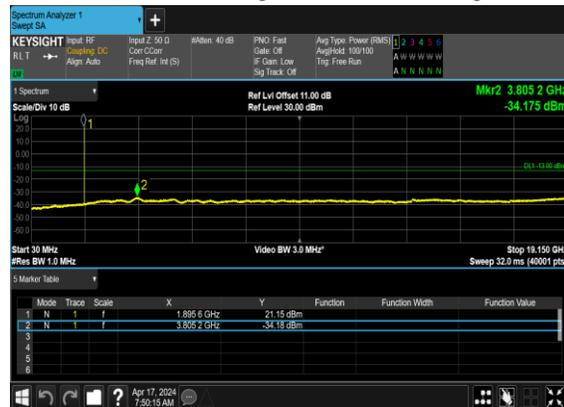 Spectrum Analyzer 1
Swept SA
+
KEYSIGHT Input: RF Input Z: 50 Ω #Atten: 40 dB PNO: Fast Avg Type: Power (RMS) 1 2 3 4 5 6
RLT Coupling: DC Corr CCorr Gate: Off Avg|Hold: 100/100 A W W W W W
Align: Auto Freq Ref: Int (S) IF Gain: Low Trig: Free Run
LW Sig Track: Off A N N N N N
1 Spectrum Ref Lvl Offset 11.00 dB Mkr2 3.805 2 GHz
Scale/Div 10 dB Ref Level 30.00 dBm -34.175 dBm
Log
20.0
10.0
0.00
-10.0
-20.0
-30.0
-40.0
-50.0
-60.0
1
2
DL1 -13.00 dBm
Start 30 MHz Video BW 3.0 MHz* Stop 19.150 GHz
#Res BW 1.0 MHz Sweep 32.0 ms (40001 pts)
5 Marker Table
Mode Trace Scale X Y Function Function Width Function Value
1 N 1 f 1.895 6 GHz 21.15 dBm
2 N 1 f 3.805 2 GHz -34.18 dBm
3
4
5
6
? Apr 17, 2024
7:50:15 AM